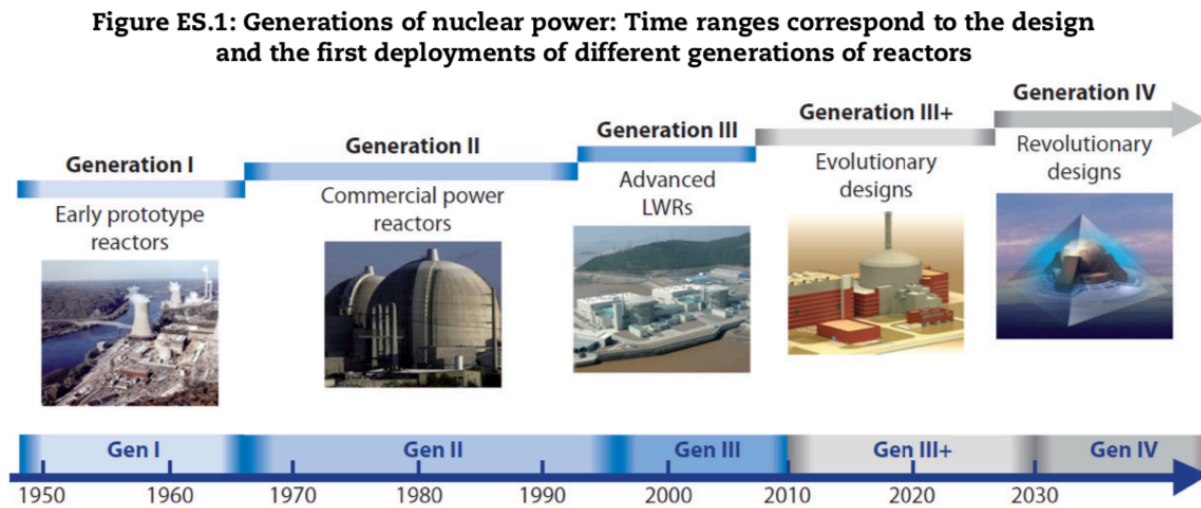 Figure ES.1: Generations of nuclear power: Time ranges correspond to the design
and the first deployments of different generations of reactors
Generation I
Early prototype
reactors
Generation II
Commercial power
reactors
Generation III
Advanced
LWRs
Generation III+
Evolutionary
designs
Generation IV
Revolutionary
designs
Gen I
Gen II
Gen III
Gen III+
Gen IV
1950
1960
1970
1980
1990
2000
2010
2020
2030